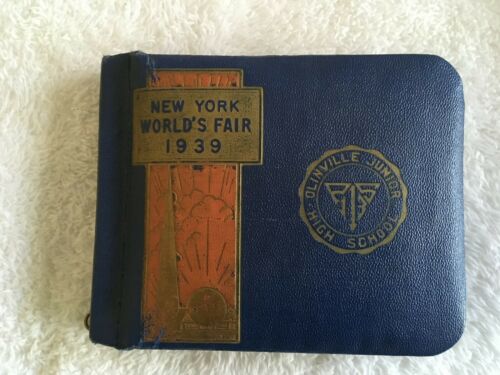 NEW YORK
WORLD'S FAIR
1939
OLINVILLE JUNIOR
HIGH SCHOOL